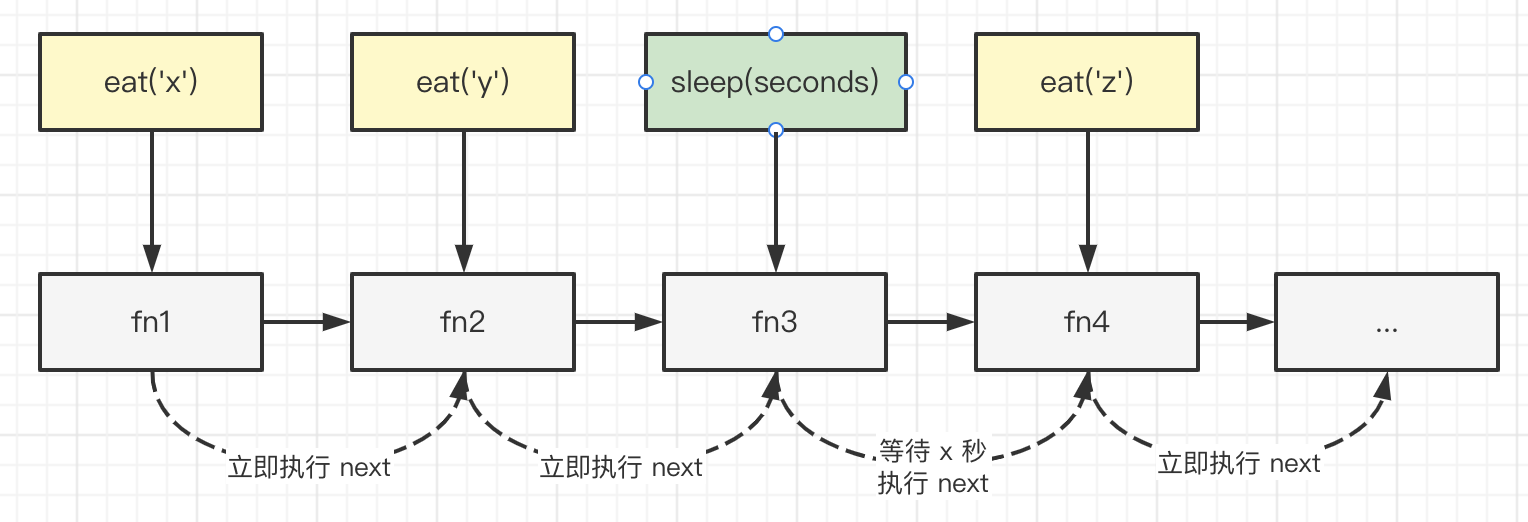 eat('x')
eat('y')
sleep(seconds)
eat('z')
fn1
fn2
fn3
fn4
...
立即执行 next
立即执行 next
等待 x 秒
执行 next
立即执行 next